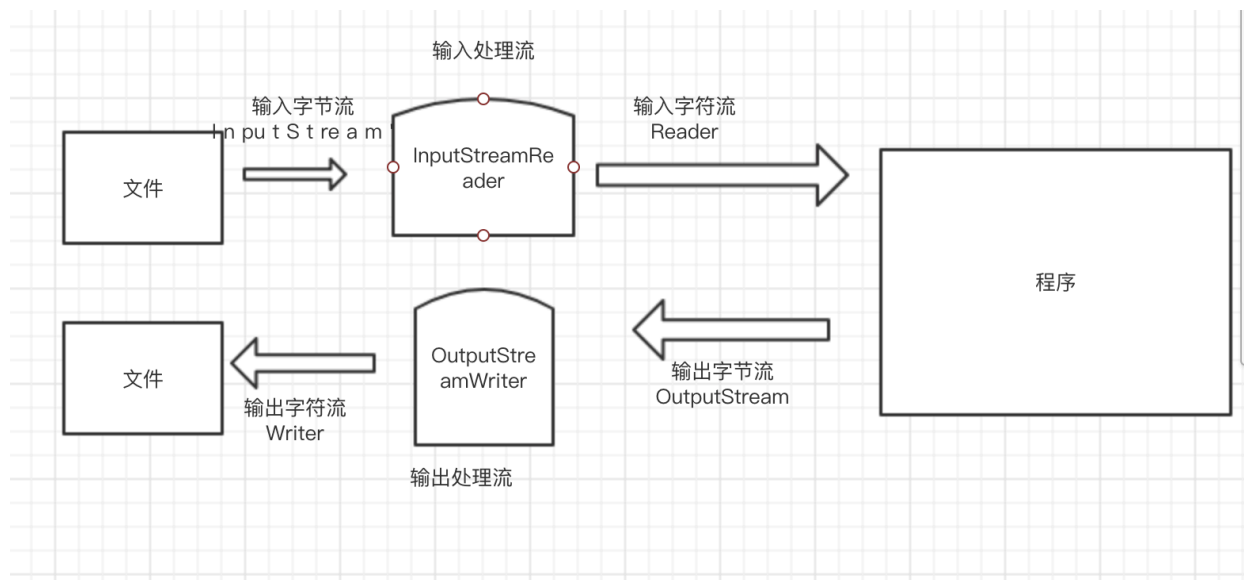 输入处理流
输入字节流
InputStream
输入字符流
Reader
InputStreamRe
ader
文件
程序
OutputStre
amWriter
文件
输出字节流
OutputStream
输出字符流
Writer
输出处理流